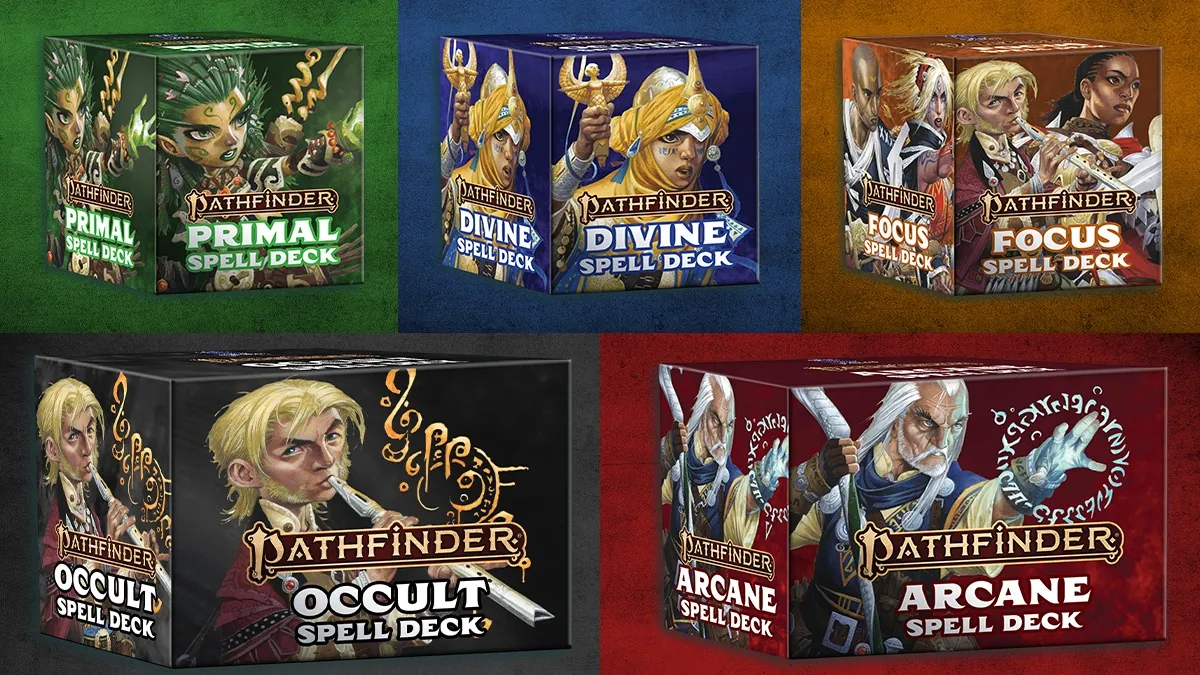 PATHFINDER
PRIMAL
SPELL DECK
PATHFINDER
PRIMAL
SPELL DECK
PATHFINDER
DIVINE
SPELL DECK
PATHFINDER
DIVINE
SPELL DECK
PATHFINDER
FOCUS
SPELL DECK
PATHFINDER
FOCUS
SPELL DECK
PATHFINDER
OCCULT
SPELL DECK
PATHFINDER
OCCULT
SPELL DECK
PATHFINDER
ARCANE
SPELL DECK
PATHFINDER
ARCANE
SPELL DECK